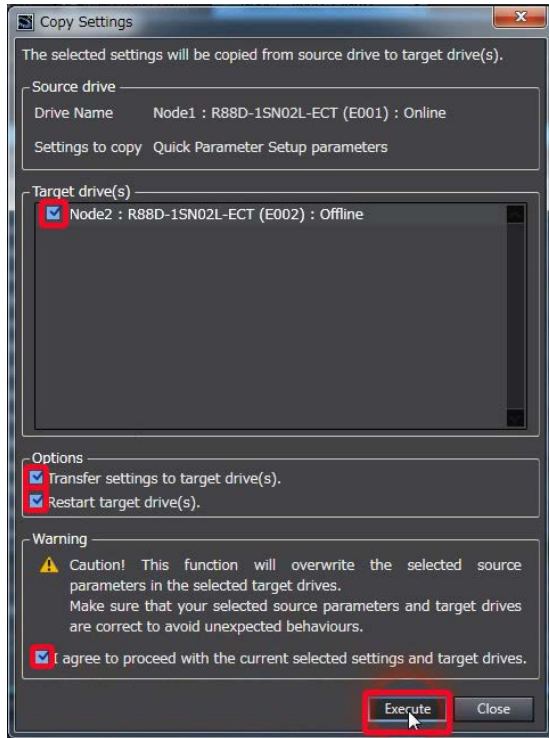 Copy Settings
The selected settings will be copied from source drive to target drive(s).
Source drive
Drive Name Node1 : R88D-1SN02L-ECT (E001) : Online
Settings to copy Quick Parameter Setup parameters
Target drive(s)
Node2 : R88D-1SN02L-ECT (E002) : Offline
Options
Transfer settings to target drive(s).
Restart target drive(s).
Warning
Caution! This function will overwrite the selected source
parameters in the selected target drives.
Make sure that your selected source parameters and target drives
are correct to avoid unexpected behaviours.
I agree to proceed with the current selected settings and target drives.
Execute Close